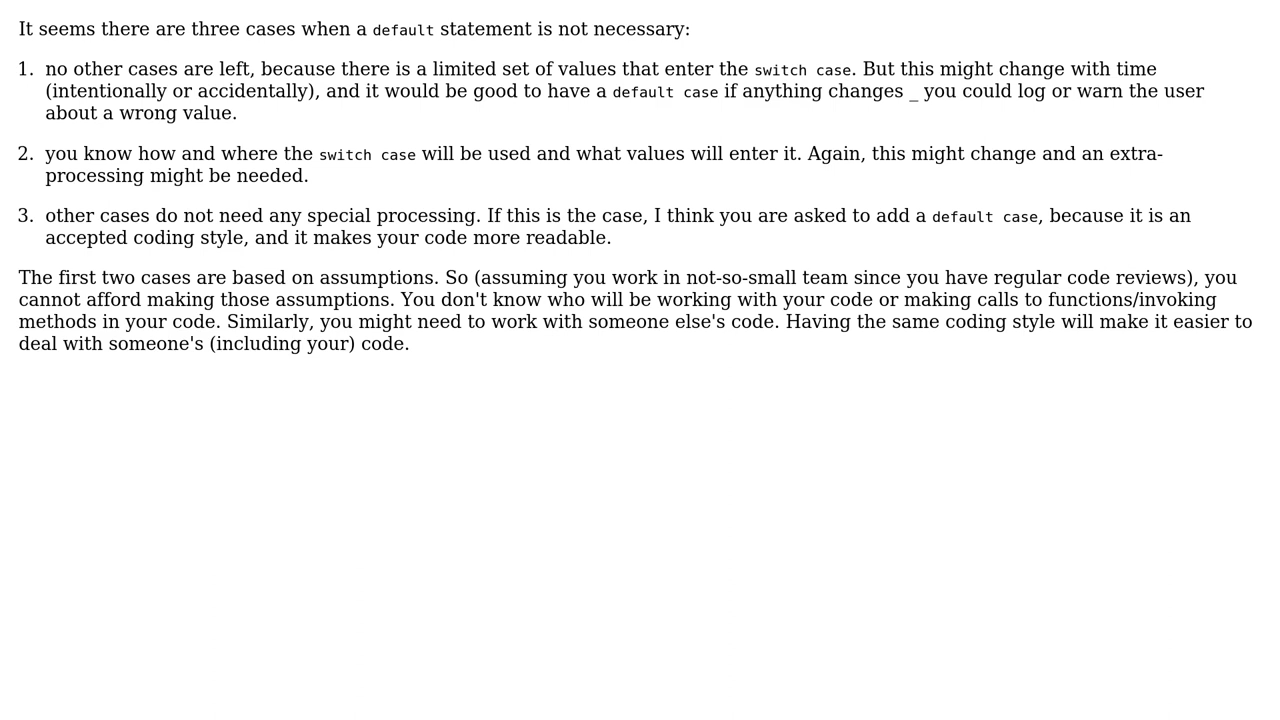 It seems there are three cases when a default statement is not necessary:
1. no other cases are left, because there is a limited set of values that enter the switch case. But this might change with time
(intentionally or accidentally), and it would be good to have a default case if anything changes _ you could log or warn the user
about a wrong value.
2. you know how and where the switch case will be used and what values will enter it. Again, this might change and an extra-
processing might be needed.
3. other cases do not need any special processing. If this is the case, I think you are asked to add a default case, because it is an
accepted coding style, and it makes your code more readable.
The first two cases are based on assumptions. So (assuming you work in not-so-small team since you have regular code reviews), you
cannot afford making those assumptions. You don't know who will be working with your code or making calls to functions/invoking
methods in your code. Similarly, you might need to work with someone else's code. Having the same coding style will make it easier to
deal with someone's (including your) code.